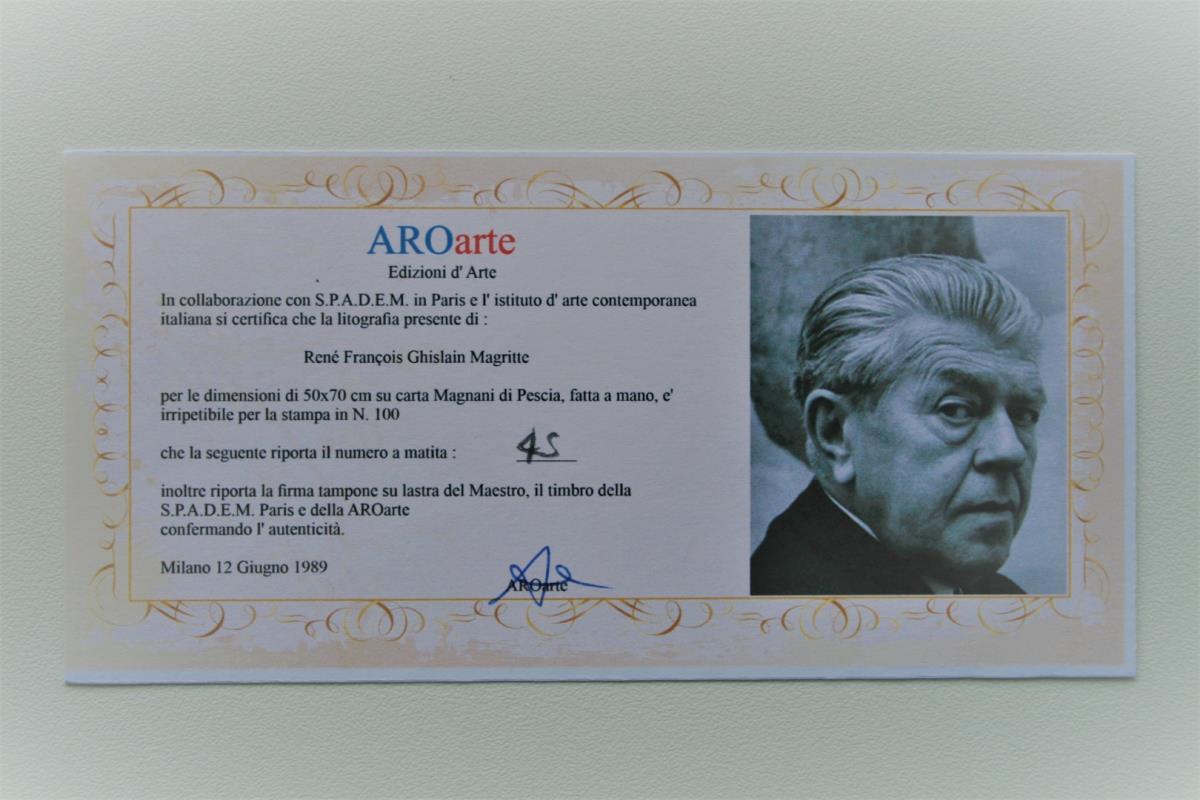 AROarte
Edizioni d' Arte
In collaborazione con S.P.A.D.E.M. in Paris e l' istituto d' arte contemporanea
italiana si certifica che la litografia presente di :
René François Ghislain Magritte
per le dimensioni di 50x70 cm su carta Magnani di Pescia, fatta a mano, e'
irripetibile per la stampa in N. 100
che la seguente riporta il numero a matita : 45
inoltre riporta la firma tampone su lastra del Maestro, il timbro della
S.P.A.D.E.M. Paris e della AROarte
confermando l' autenticità.
Milano 12 Giugno 1989
AROarte